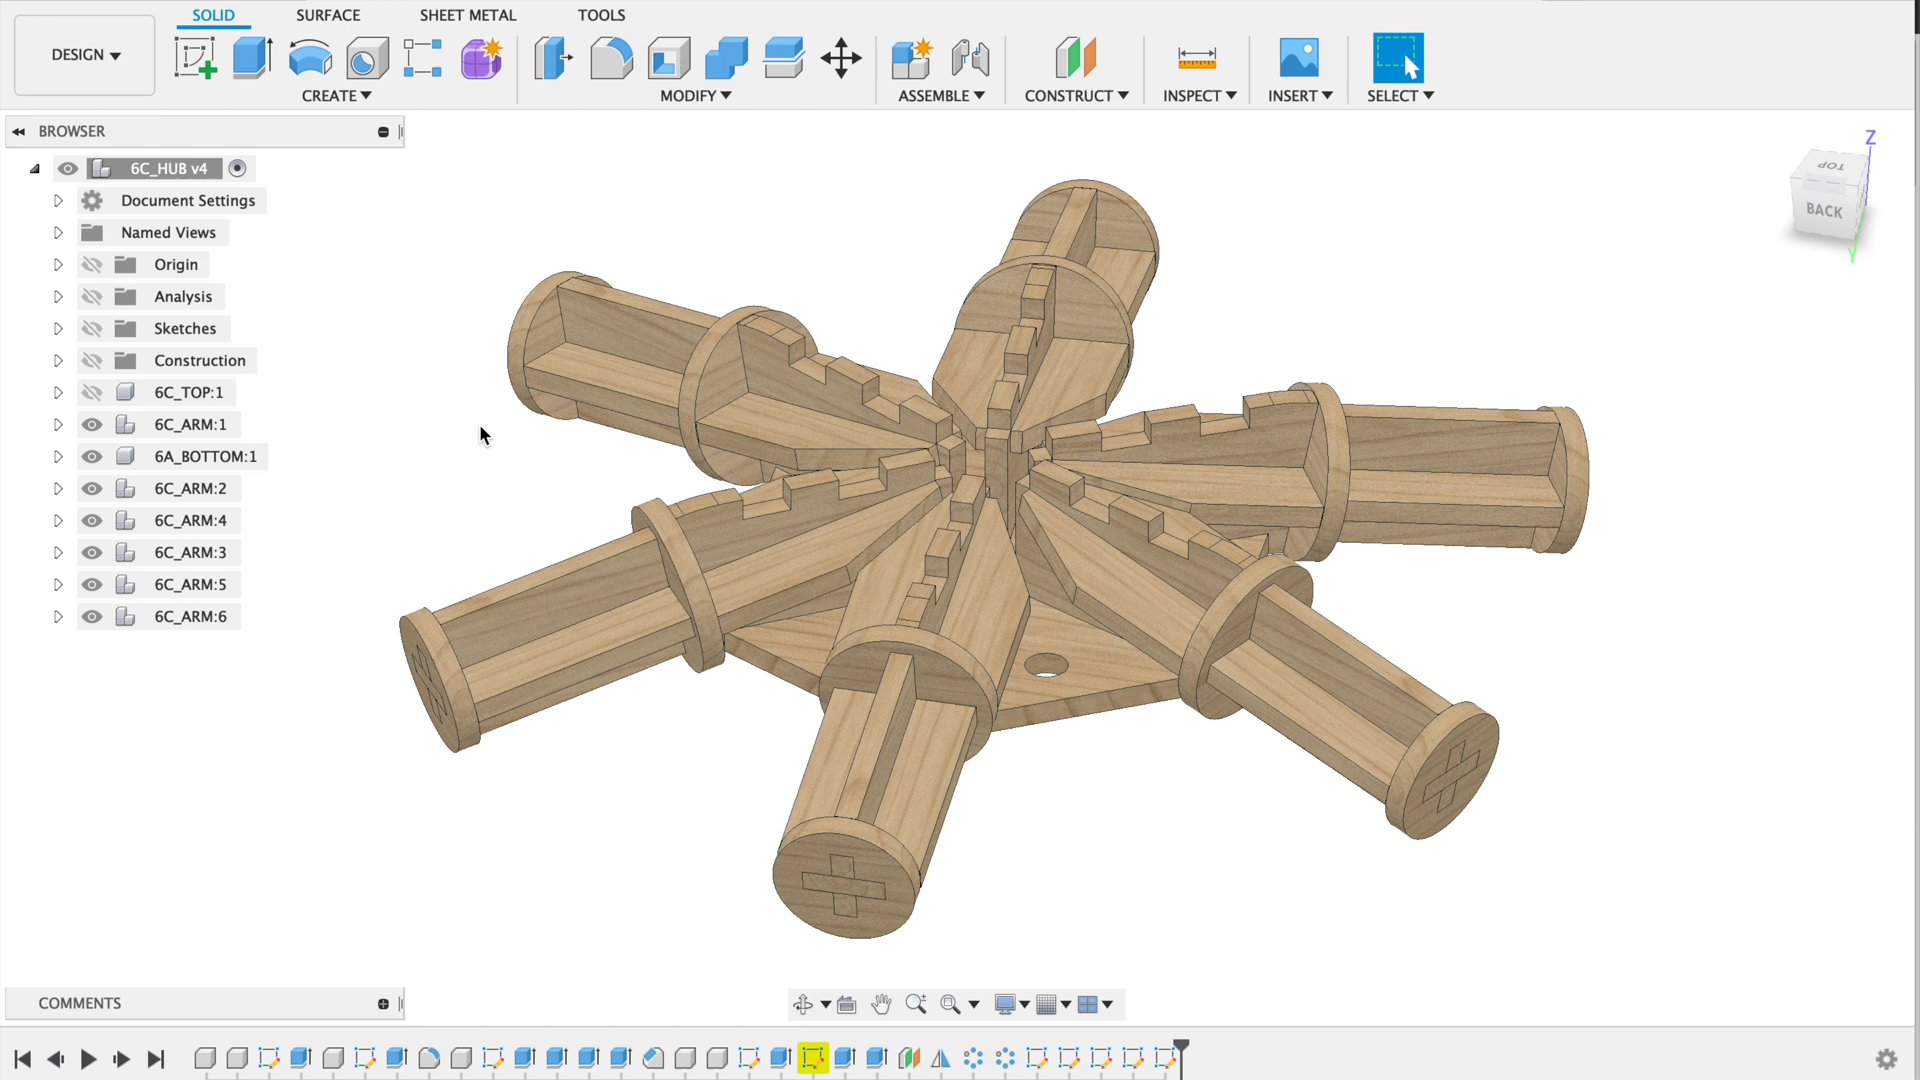 SOLID SURFACE SHEET METAL TOOLS
DESIGN
CREATE MODIFY ASSEMBLE CONSTRUCT INSPECT INSERT SELECT
BROWSER
6C_HUB v4
Document Settings
Named Views
Origin
Analysis
Sketches
Construction
6C_TOP:1
6C_ARM:1
6A_BOTTOM:1
6C_ARM:2
6C_ARM:4
6C_ARM:3
6C_ARM:5
6C_ARM:6
Z
TOP
BACK
Y
COMMENTS